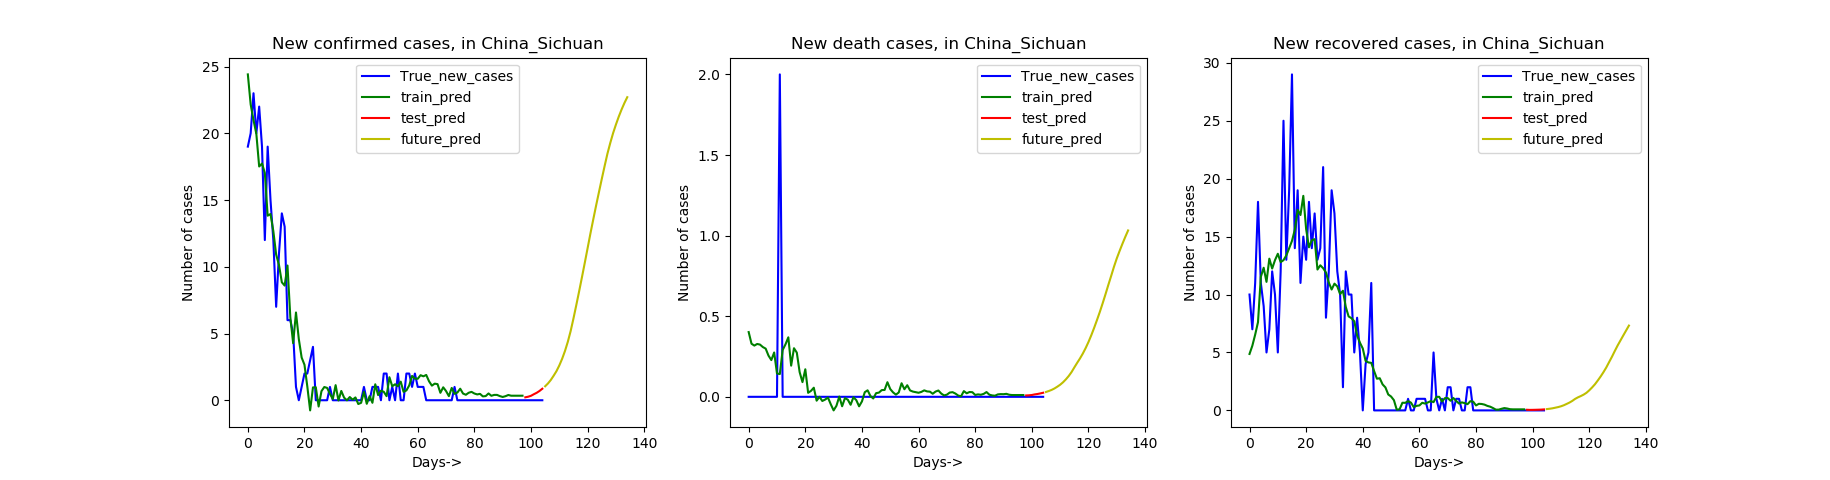 New confirmed cases, in China_Sichuan
25
20
15
10
5
0
Number of cases
True_new_cases
train_pred
test_pred
future_pred
0 20 40 60 80 100 120 140
Days->
New death cases, in China_Sichuan
2.0
1.5
1.0
0.5
0.0
Number of cases
True_new_cases
train_pred
test_pred
future_pred
0 20 40 60 80 100 120 140
Days->
New recovered cases, in China_Sichuan
30
25
20
15
10
5
0
Number of cases
True_new_cases
train_pred
test_pred
future_pred
0 20 40 60 80 100 120 140
Days->